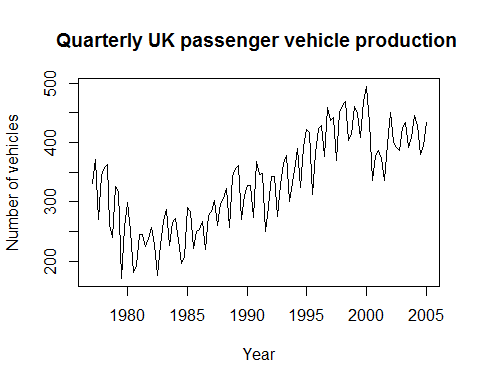 Quarterly UK passenger vehicle production
Number of vehicles
500
400
300
200
1980 1985 1990 1995 2000 2005
Year